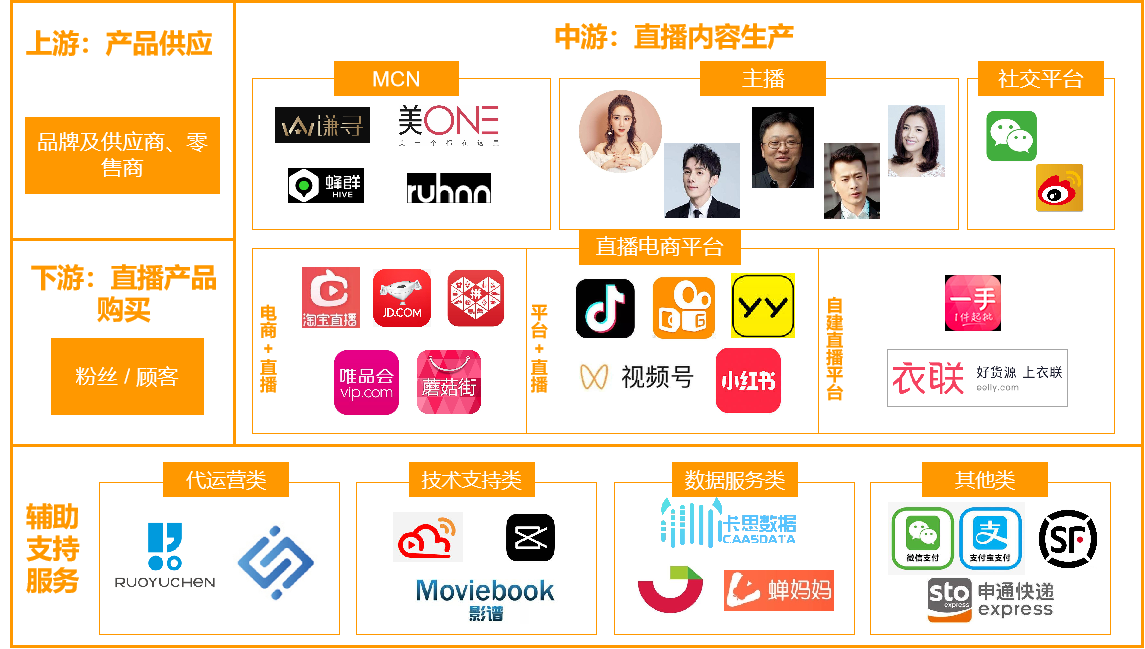 上游：产品供应
品牌及供应商、零
售商
中游：直播内容生产
MCN
谦寻
美ONE
蜂群
HIVE
ruhnn
主播
社交平台
下游：直播产品
购买
粉丝 / 顾客
直播电商平台
电商+直播
淘宝直播
JD.COM
拼
唯品会
vip.com
蘑菇街
平台+直播
YY
视频号
小红书
自建直播平台
一手
1件起批
衣联
好货源 上衣联
eelly.com
辅助
支持
服务
代运营类
RUOYUCHEN
技术支持类
Moviebook
影谱
数据服务类
卡思数据
CAASDATA
蝉妈妈
其他类
微信支付
支
支付宝支付
SF
sto
express
申通快递
express